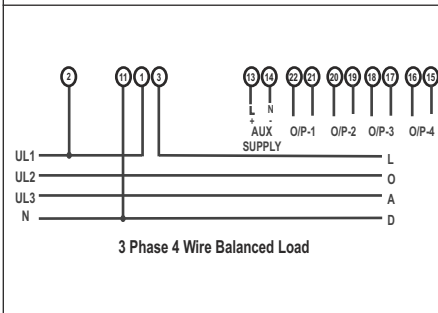 2 11 1 3 13 14 22 21 20 19 18 17 16 15
L N
+ -
AUX O/P-1 O/P-2 O/P-3 O/P-4
SUPPLY
UL1 L
UL2 O
UL3 A
N D
3 Phase 4 Wire Balanced Load